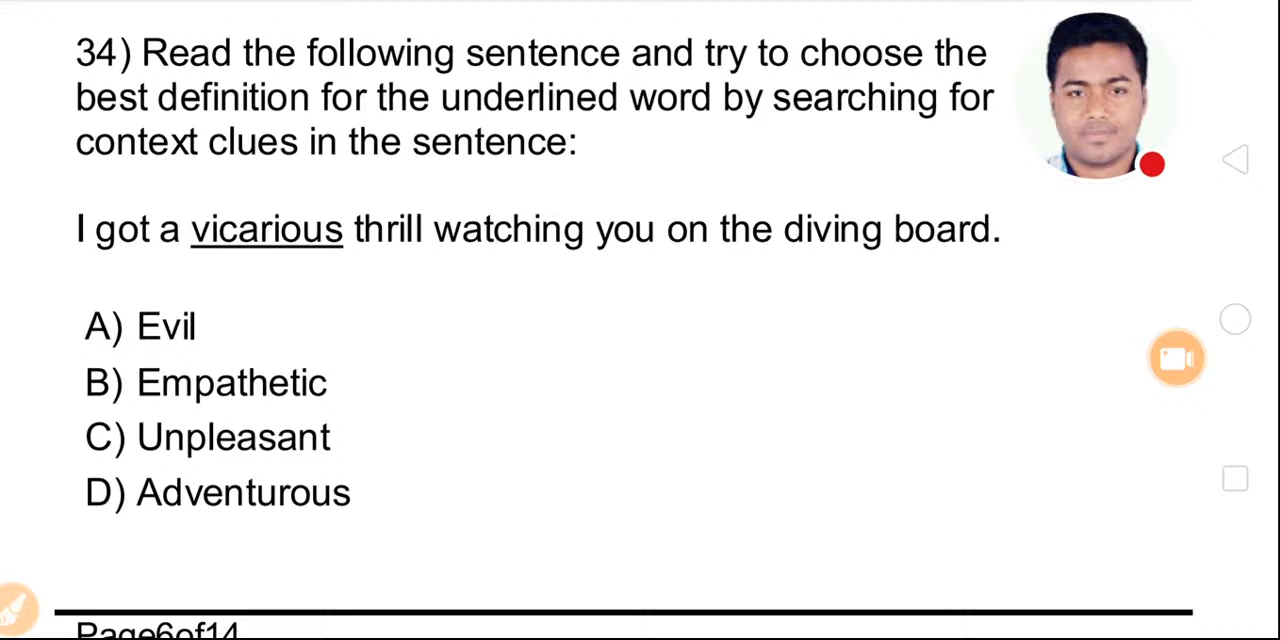 34) Read the following sentence and try to choose the
best definition for the underlined word by searching for
context clues in the sentence:
I got a vicarious thrill watching you on the diving board.
A) Evil
B) Empathetic
C) Unpleasant
D) Adventurous
Page6of14